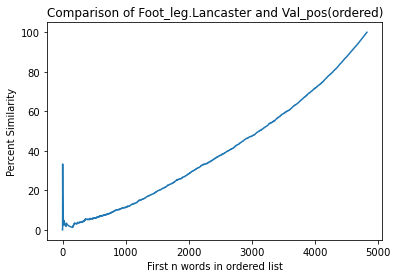 Comparison of Foot_leg.Lancaster and Val_pos(ordered)
100
80
60
40
20
0
Percent Similarity
0 1000 2000 3000 4000 5000
First n words in ordered list